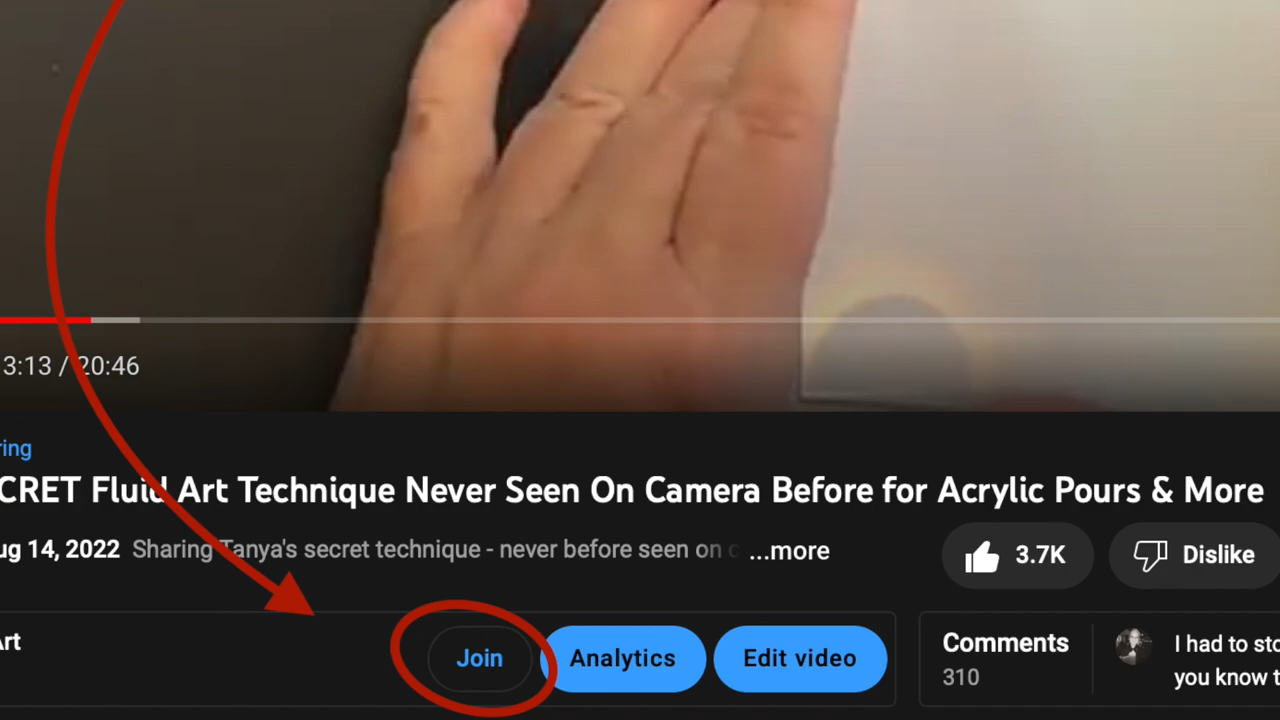 3:13 / 20:46
ring
CRET Fluid Art Technique Never Seen On Camera Before for Acrylic Pours & More
ug 14, 2022 Sharing Tanya's secret technique - never before seen on c ...more
3.7K
Dislike
Art
Join
Analytics
Edit video
Comments
310
I had to sto
you know t